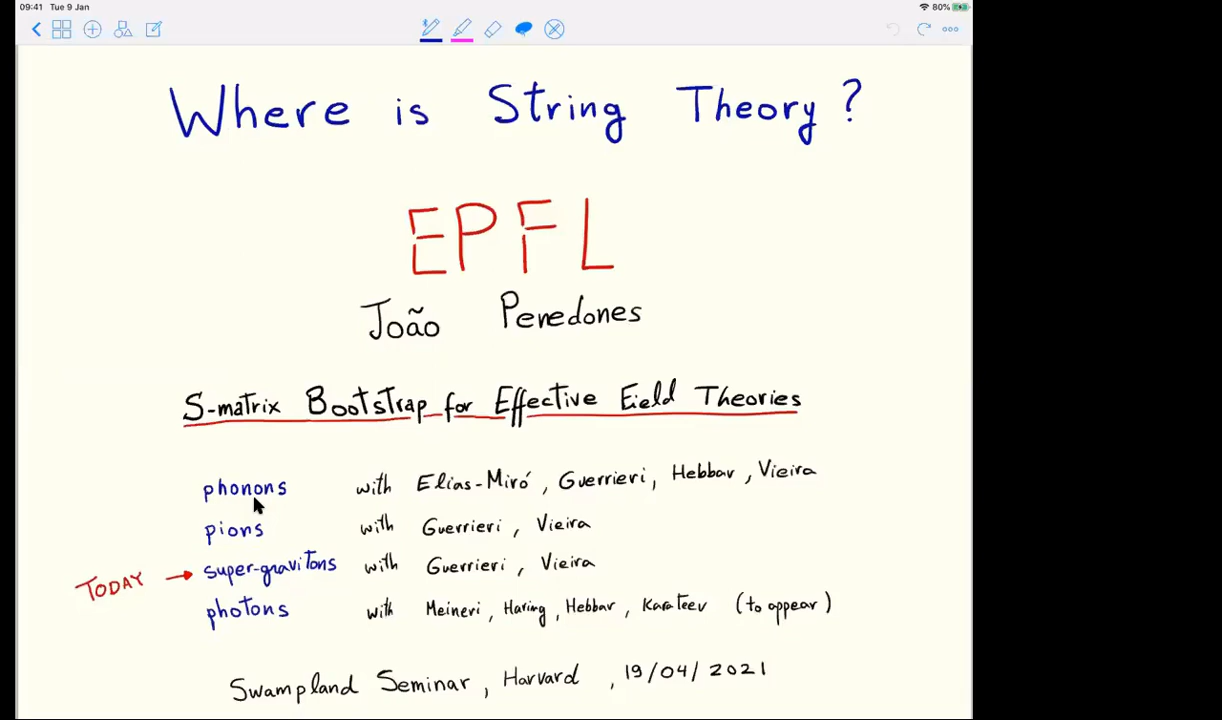 09:41 Tue 9 Jan 80%
Where is String Theory?
EPFL
João Penedones
S-matrix Bootstrap for Effective Field Theories
phonons with Elias-Miró, Guerrieri, Hebbar, Vieira
pions with Guerrieri, Vieira
TODAY → super-gravitons with Guerrieri, Vieira
photons with Meineri, Haring, Hebbar, Karateev (to appear)
Swampland Seminar, Harvard, 19/04/2021